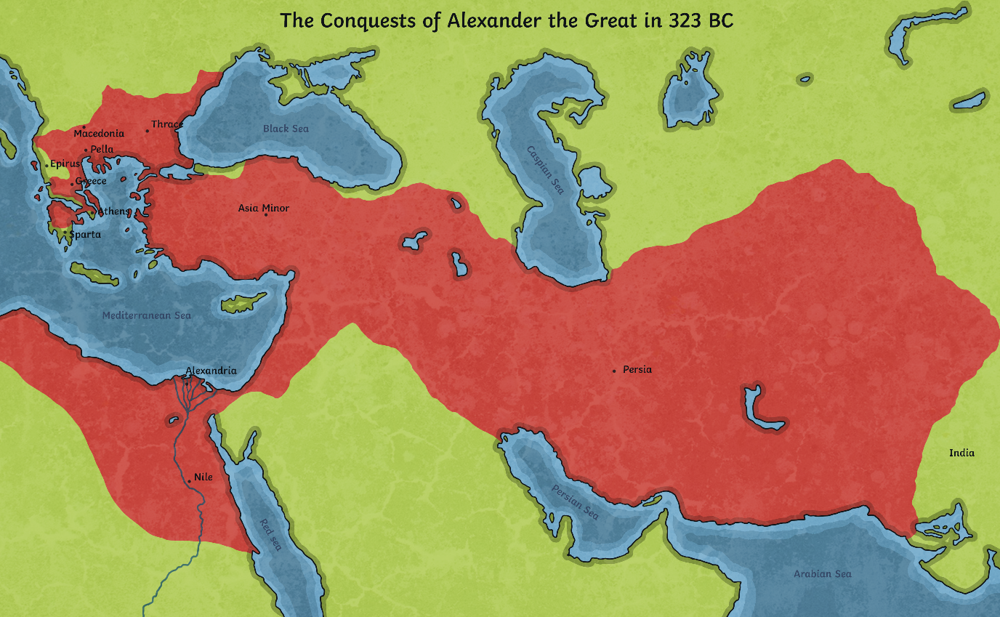 The Conquests of Alexander the Great in 323 BC
Thrace
Macedonia
Black Sea
Pella
Epirus
Caspian Sea
Greece
Asia Minor
Athens
Sparta
Mediterranean Sea
Alexandria
Persia
India
Nile
Persian Sea
Red sea
Arabian Sea